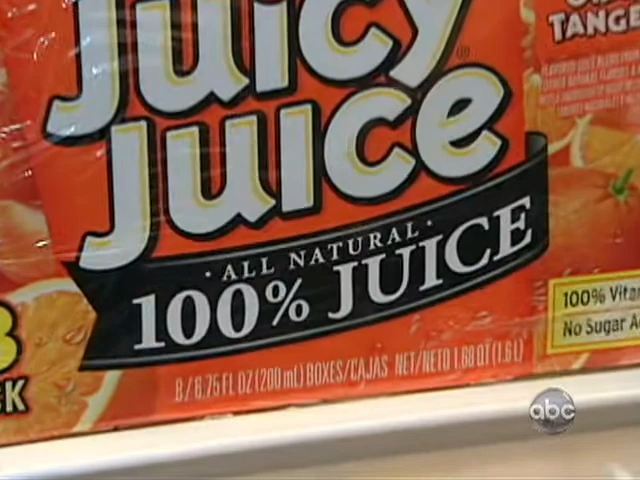 Juicy
Juice
· ALL NATURAL ·
100% JUICE
8/6.75 FL OZ (200 mL) BOXES/CAJAS NET/NETO 1.68 QT (1.6 L)
TANGE
100% Vita
No Sugar A
abc